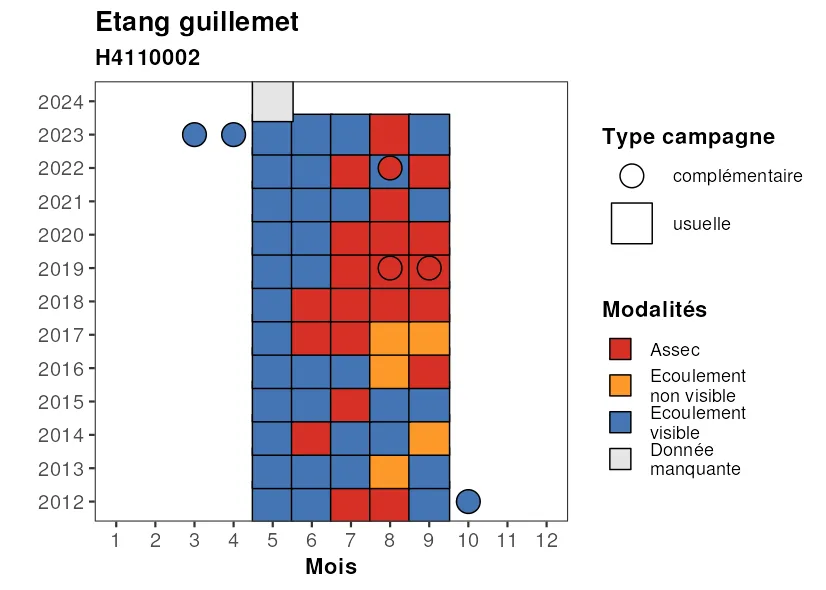 Etang guillemet
H4110002
2024
2023
2022
2021
2020
2019
2018
2017
2016
2015
2014
2013
2012
1 2 3 4 5 6 7 8 9 10 11 12
Mois
Type campagne
complémentaire
usuelle
Modalités
Assec
Ecoulement
non visible
Ecoulement
visible
Donnée
manquante